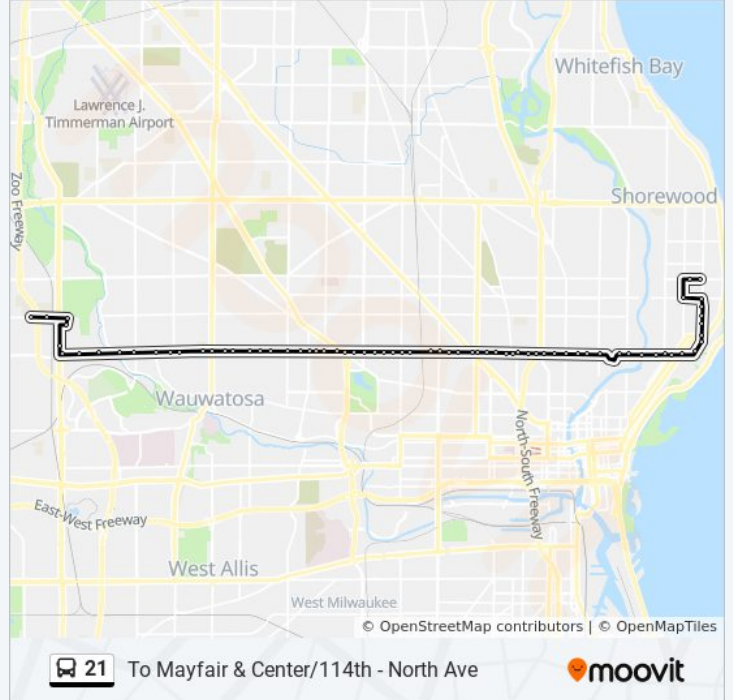 Whitefish Bay
Lawrence J.
Timmerman Airport
Zoo Freeway
Shorewood
Wauwatosa
North-South Freeway
East-West Freeway
West Allis
West Milwaukee
© OpenStreetMap contributors | © OpenMapTiles
21 To Mayfair & Center/114th - North Ave moovit